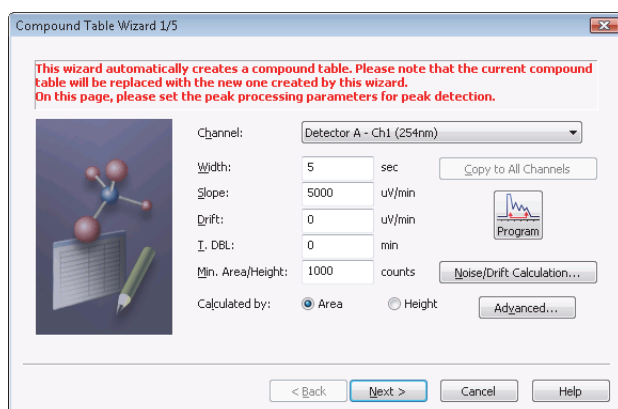 Compound Table Wizard 1/5
This wizard automatically creates a compound table. Please note that the current compound
table will be replaced with the new one created by this wizard.
On this page, please set the peak processing parameters for peak detection.
Channel: Detector A - Ch1 (254nm)
Width: 5 sec Copy to All Channels
Slope: 5000 uV/min
Drift: 0 uV/min
Program
T. DBL: 0 min
Min. Area/Height: 1000 counts Noise/Drift Calculation...
Calculated by: Area Height Advanced...
< Back Next > Cancel Help